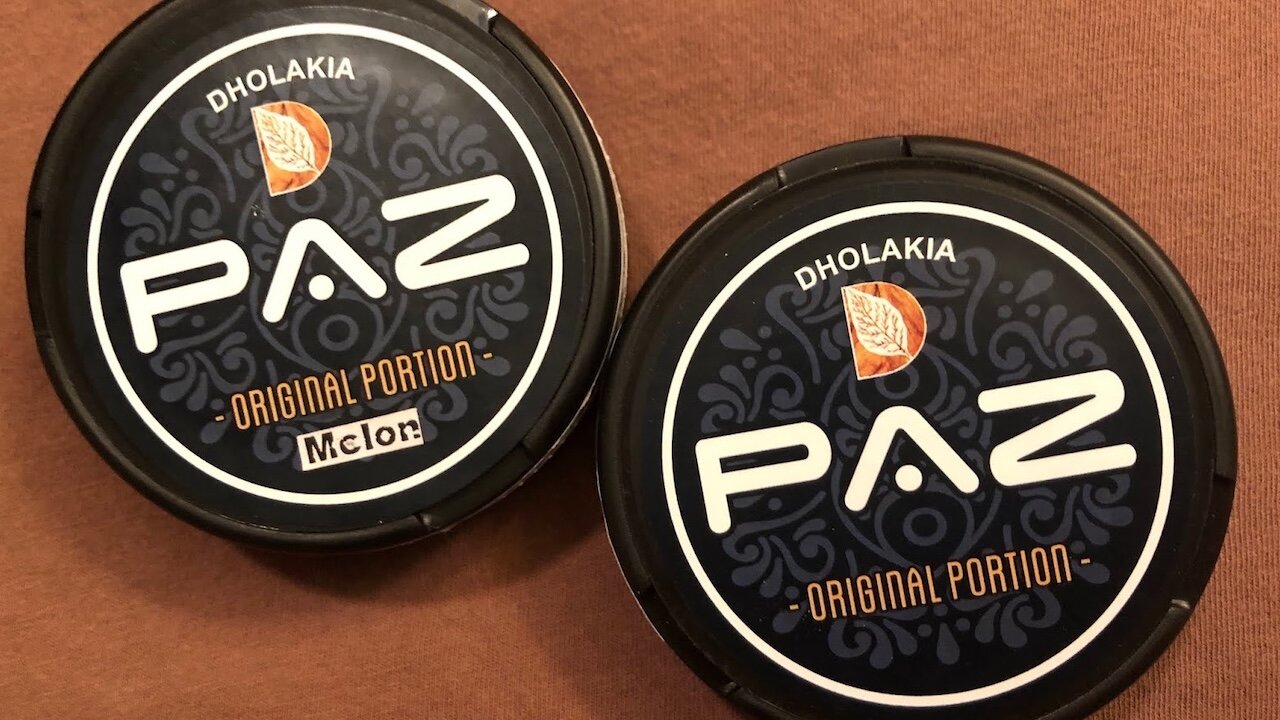 DHOLAKIA
PAZ
- ORIGINAL PORTION -
Melon
DHOLAKIA
PAZ
- ORIGINAL PORTION -